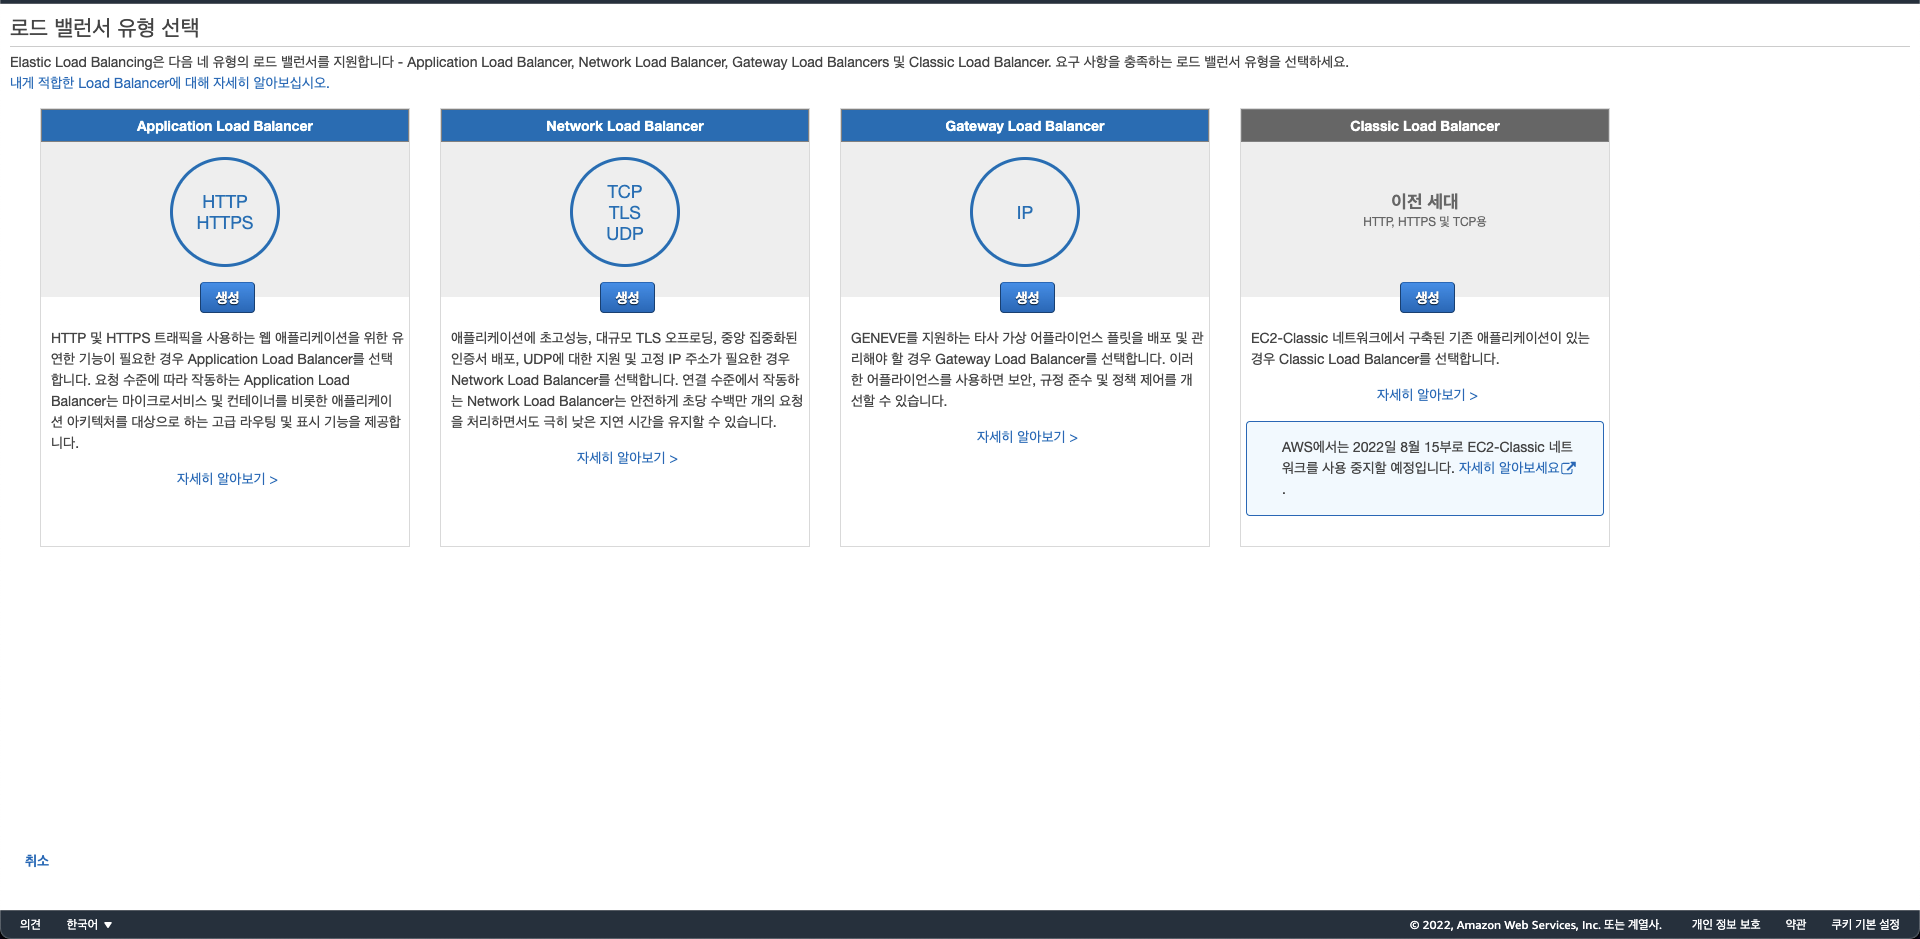 로드 밸런서 유형 선택
Elastic Load Balancing은 다음 네 유형의 로드 밸런서를 지원합니다 - Application Load Balancer, Network Load Balancer, Gateway Load Balancers 및 Classic Load Balancer. 요구 사항을 충족하는 로드 밸런서 유형을 선택하세요.
내게 적합한 Load Balancer에 대해 자세히 알아보십시오.
Application Load Balancer
HTTP
HTTPS
생성
HTTP 및 HTTPS 트래픽을 사용하는 웹 애플리케이션을 위한 유
연한 기능이 필요한 경우 Application Load Balancer를 선택
합니다. 요청 수준에 따라 작동하는 Application Load
Balancer는 마이크로서비스 및 컨테이너를 비롯한 애플리케이
션 아키텍처를 대상으로 하는 고급 라우팅 및 표시 기능을 제공합
니다.
자세히 알아보기 >
Network Load Balancer
TCP
TLS
UDP
생성
애플리케이션에 초고성능, 대규모 TLS 오프로딩, 중앙 집중화된
인증서 배포, UDP에 대한 지원 및 고정 IP 주소가 필요한 경우
Network Load Balancer를 선택합니다. 연결 수준에서 작동하
는 Network Load Balancer는 안전하게 초당 수백만 개의 요청
을 처리하면서도 극히 낮은 지연 시간을 유지할 수 있습니다.
자세히 알아보기 >
Gateway Load Balancer
IP
생성
GENEVE를 지원하는 타사 가상 어플라이언스 플릿을 배포 및 관
리해야 할 경우 Gateway Load Balancer를 선택합니다. 이러
한 어플라이언스를 사용하면 보안, 규정 준수 및 정책 제어를 개
선할 수 있습니다.
자세히 알아보기 >
Classic Load Balancer
이전 세대
HTTP, HTTPS 및 TCP용
생성
EC2-Classic 네트워크에서 구축된 기존 애플리케이션이 있는
경우 Classic Load Balancer를 선택합니다.
자세히 알아보기 >
AWS에서는 2022일 8월 15부로 EC2-Classic 네트
워크를 사용 중지할 예정입니다. 자세히 알아보세요
.
취소
의견 한국어 © 2022, Amazon Web Services, Inc. 또는 계열사. 개인 정보 보호 약관 쿠키 기본 설정